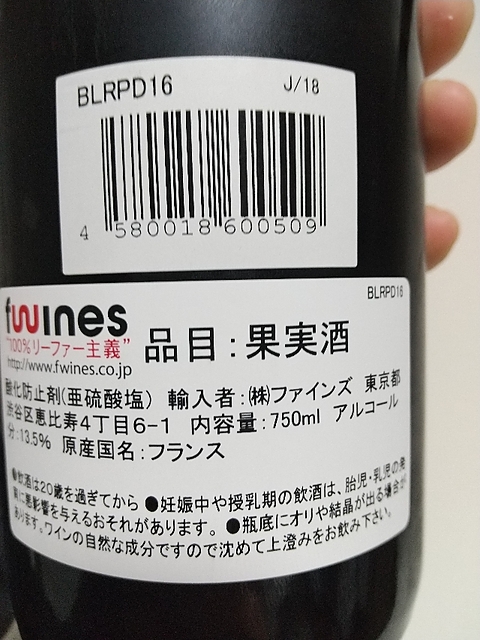 BLRPD16 J/18
4 580018 600509
BLRPD16
fwines
"100%リーファー主義"
http://www.fwines.co.jp
品目:果実酒
酸化防止剤(亜硫酸塩) 輸入者:㈱ファインズ 東京都
渋谷区恵比寿4丁目6-1 内容量:750ml アルコール
分:13.5% 原産国名:フランス
●飲酒は20歳を過ぎてから ●妊娠中や授乳期の飲酒は、胎児・乳児の発
育に悪影響を与えるおそれがあります。 ●瓶底にオリや結晶が出る場合が
あります。ワインの自然な成分ですので沈めて上澄みをお飲み下さい。